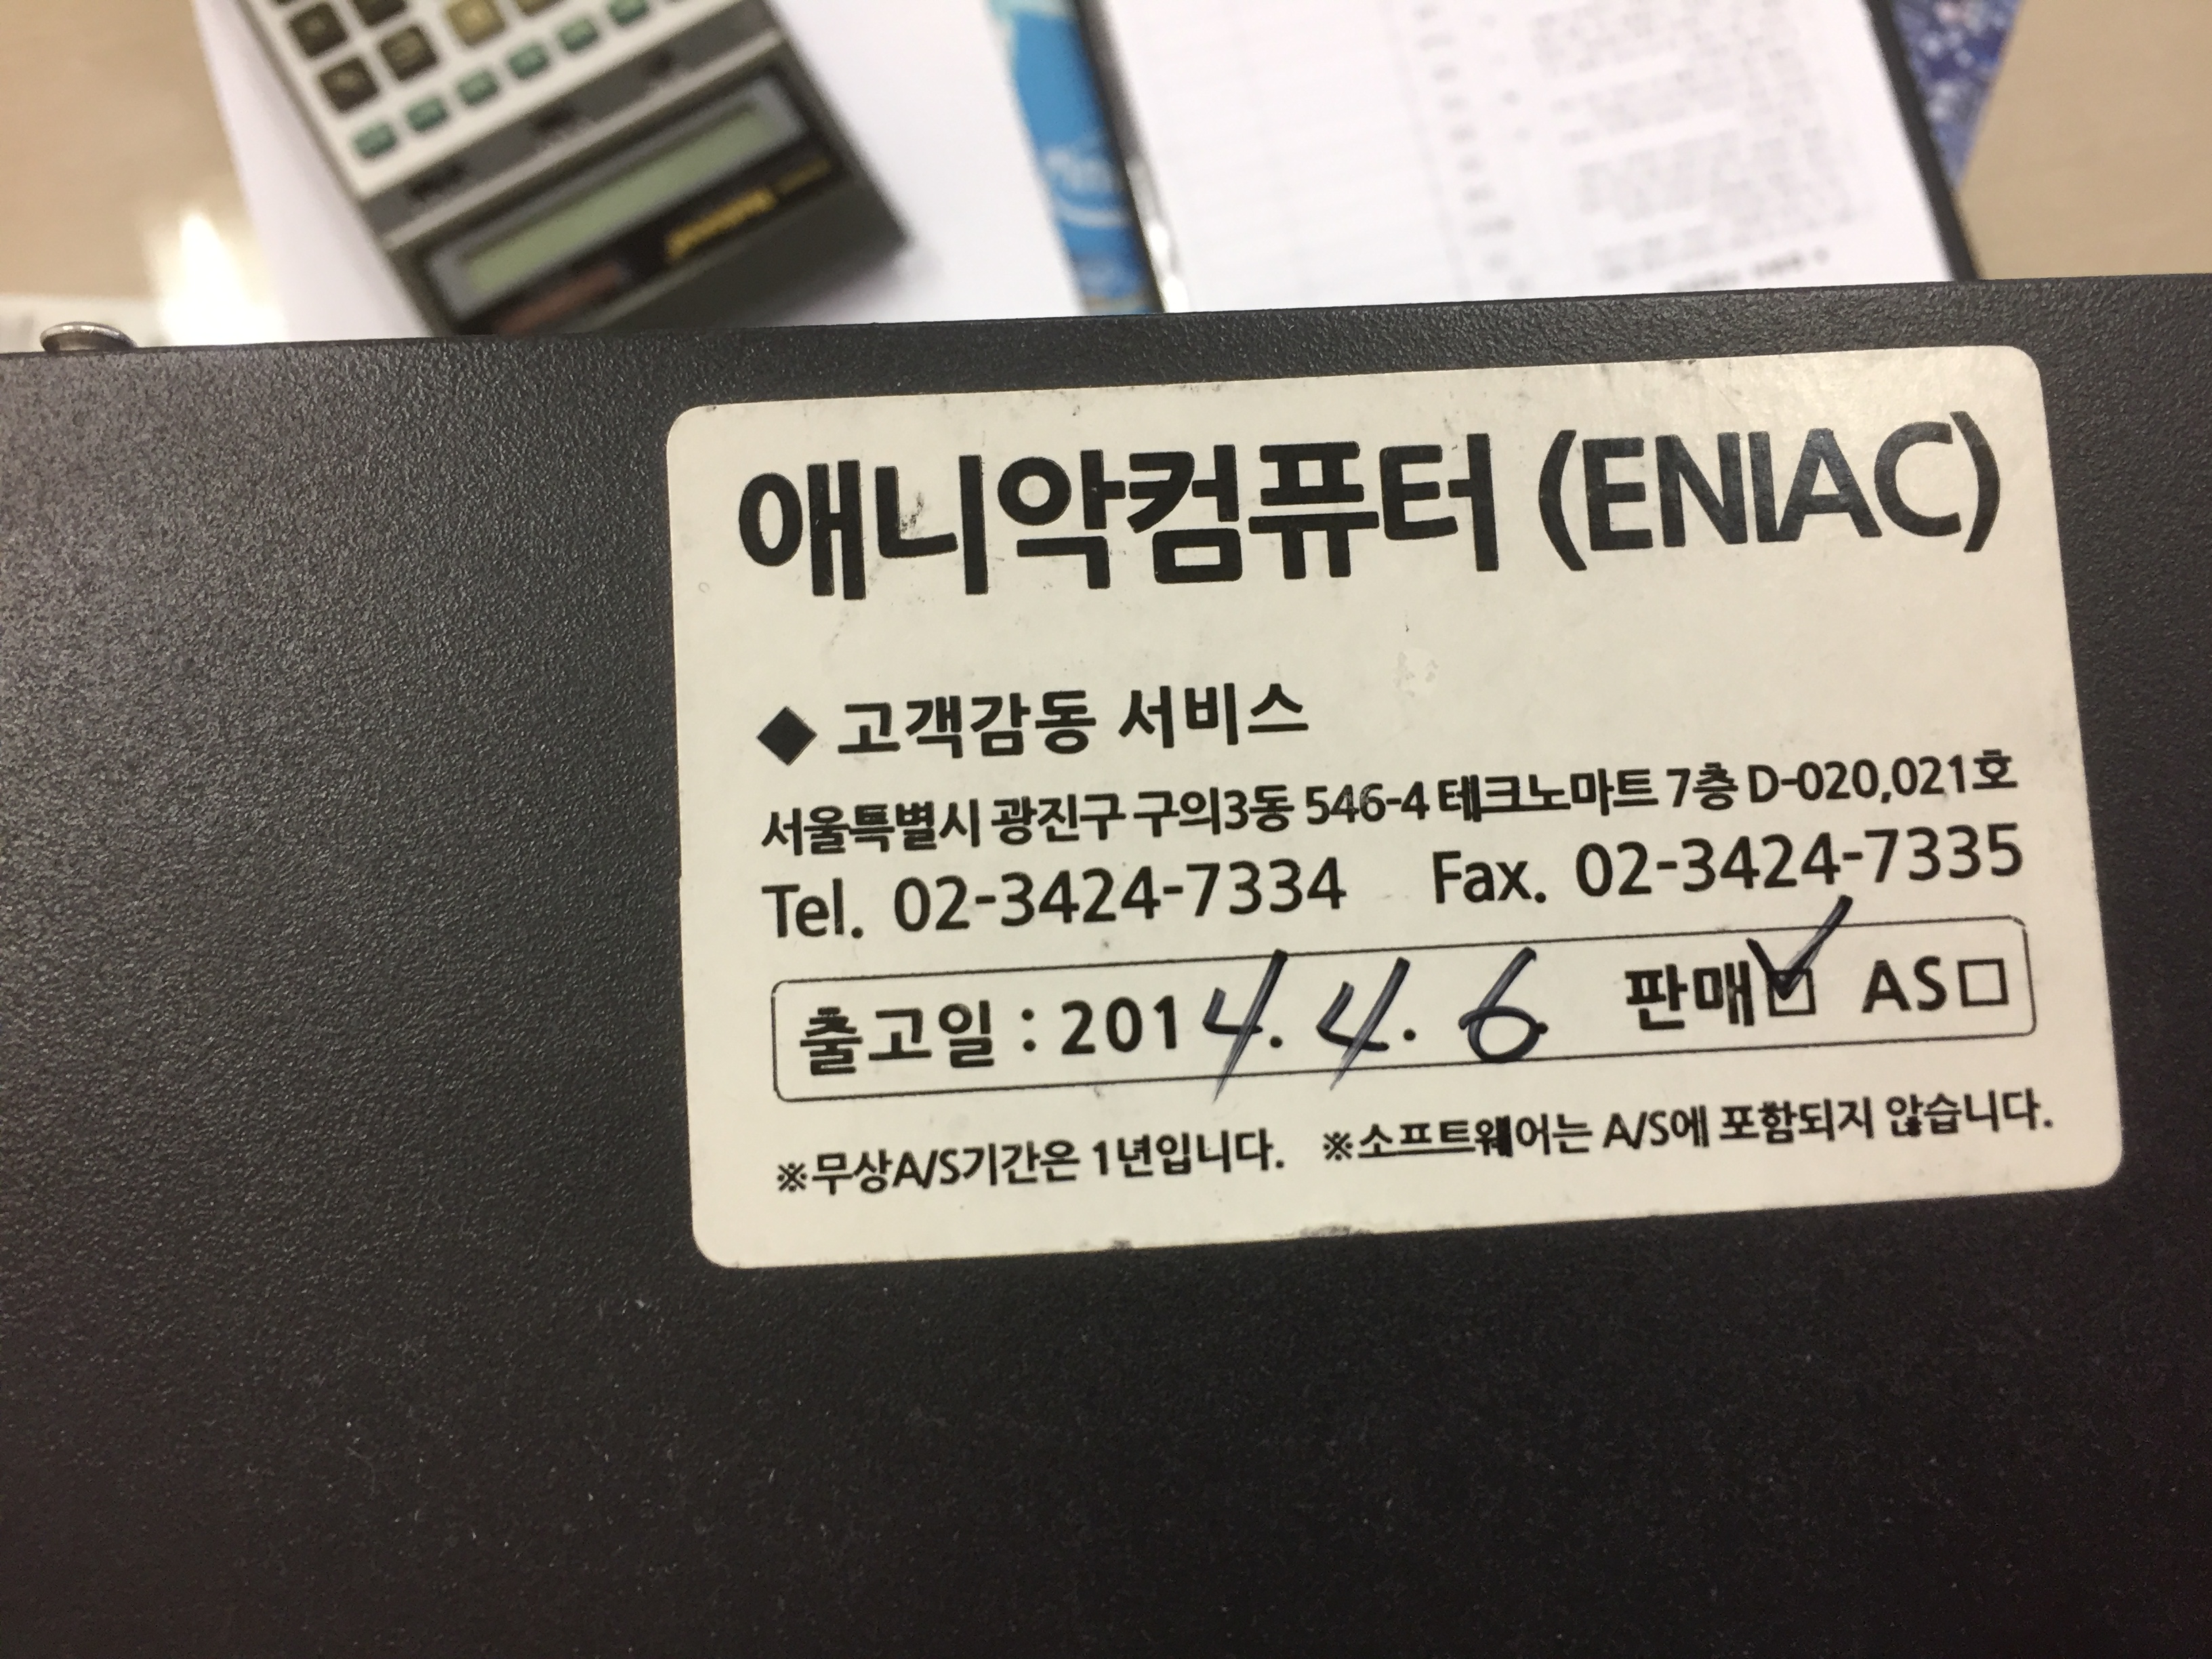 애니악컴퓨터 (ENIAC)
◆ 고객감동 서비스
서울특별시 광진구 구의3동 546-4 테크노마트 7층 D-020,021호
Tel. 02-3424-7334 Fax. 02-3424-7335
출고일 : 2014.4.6 판매☑ AS□
※무상A/S기간은 1년입니다. ※소프트웨어는 A/S에 포함되지 않습니다.